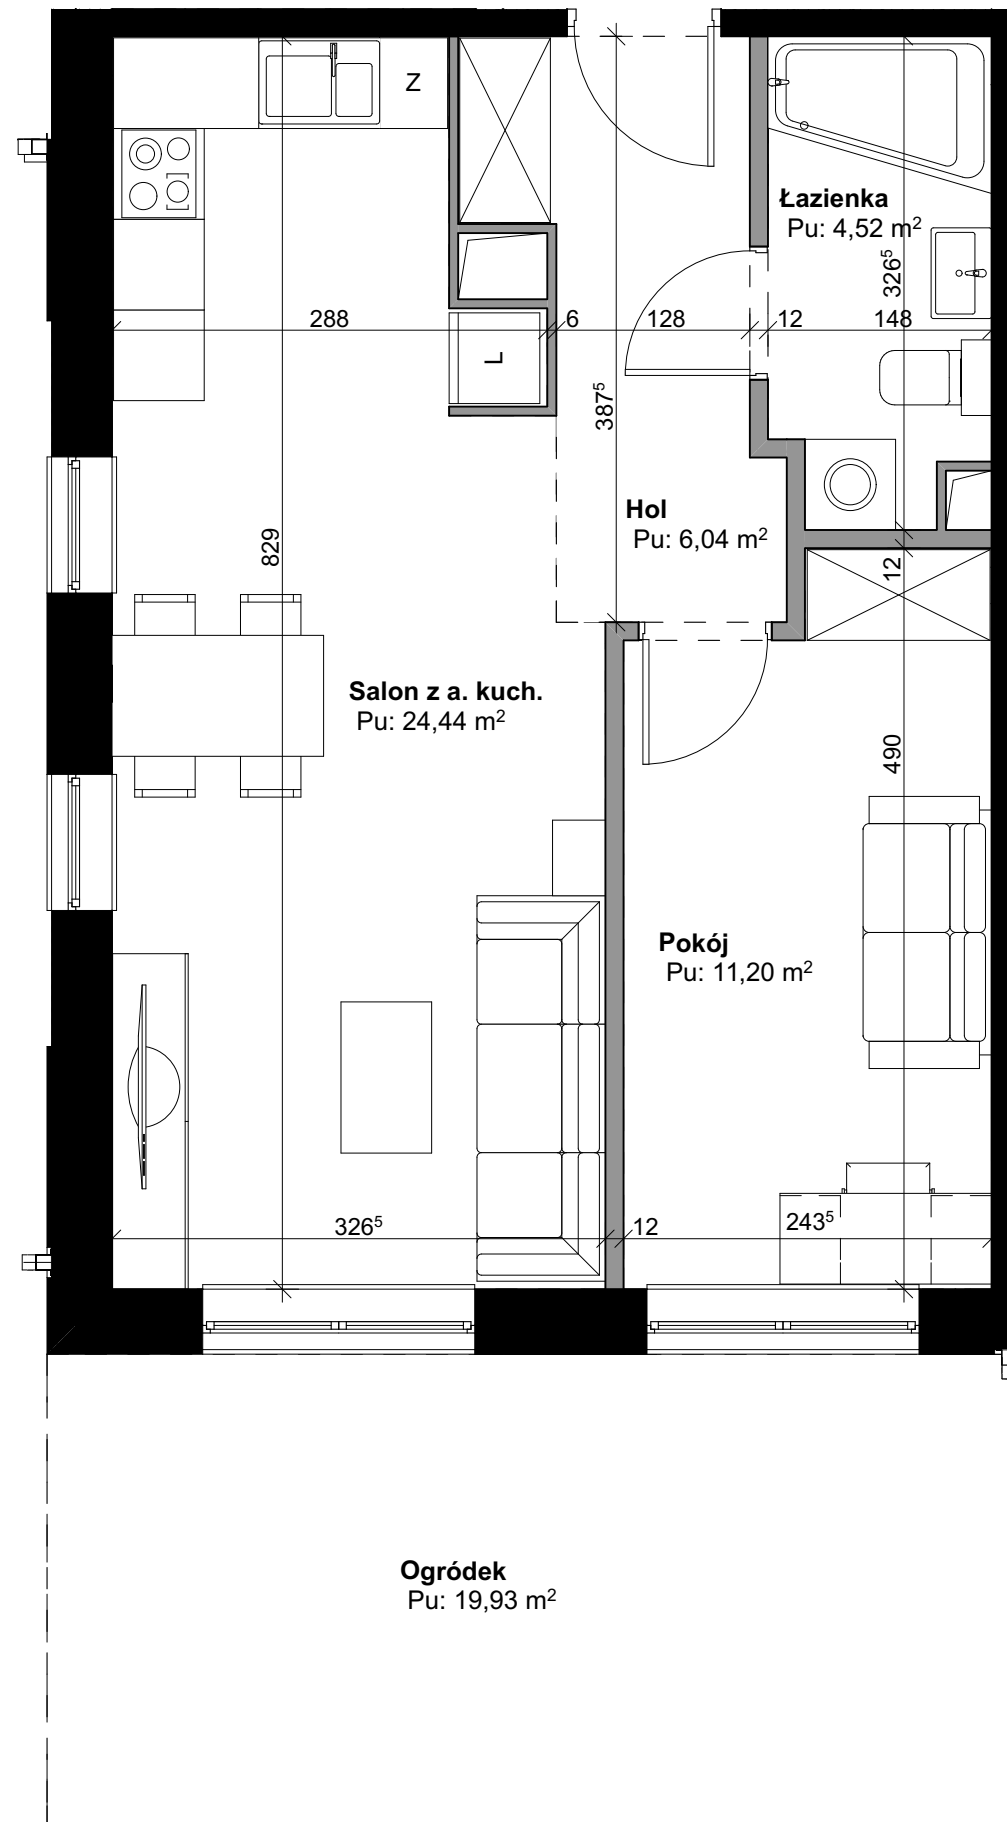 Z
Łazienka
Pu: 4,52 m²
326⁵
288
6
128
12
148
L
387⁵
Hol
Pu: 6,04 m²
829
12
Salon z a. kuch.
Pu: 24,44 m²
490
Pokój
Pu: 11,20 m²
326⁵
12
243⁵
Ogródek
Pu: 19,93 m²